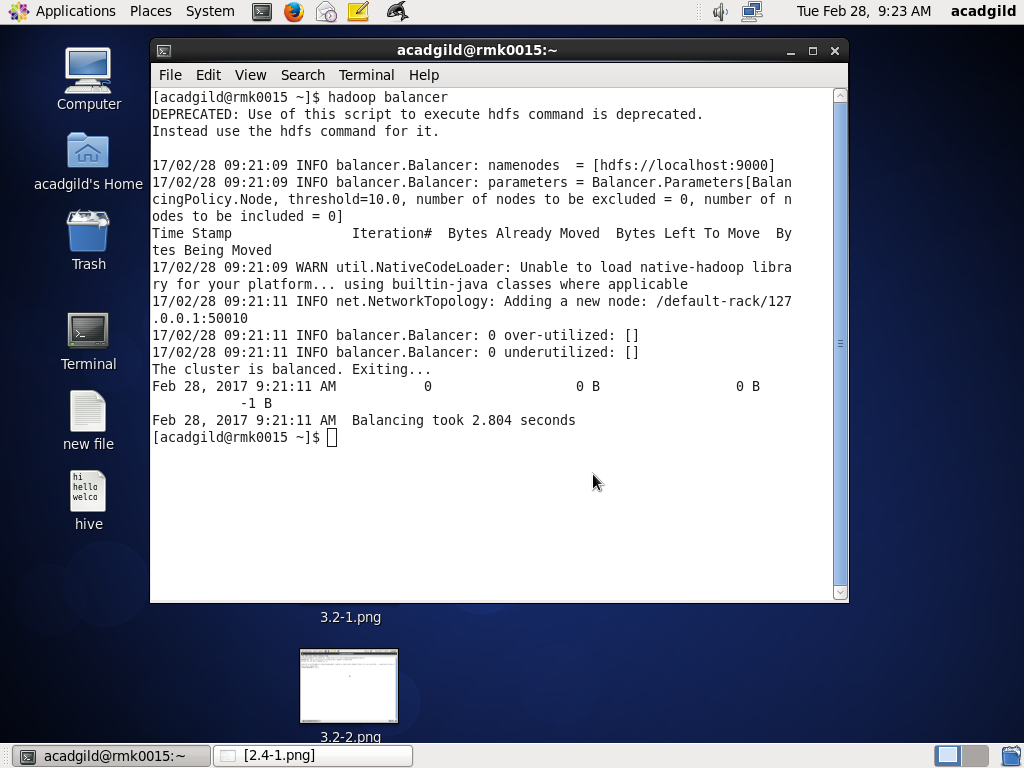 Applications Places System Tue Feb 28, 9:23 AM acadgild
acadgild@rmk0015:~
File Edit View Search Terminal Help
[acadgild@rmk0015 ~]$ hadoop balancer
DEPRECATED: Use of this script to execute hdfs command is deprecated.
Instead use the hdfs command for it.
17/02/28 09:21:09 INFO balancer.Balancer: namenodes  = [hdfs://localhost:9000]
17/02/28 09:21:09 INFO balancer.Balancer: parameters = Balancer.Parameters[Balan
cingPolicy.Node, threshold=10.0, number of nodes to be excluded = 0, number of n
odes to be included = 0]
Time Stamp               Iteration#  Bytes Already Moved  Bytes Left To Move  By
tes Being Moved
17/02/28 09:21:09 WARN util.NativeCodeLoader: Unable to load native-hadoop libra
ry for your platform... using builtin-java classes where applicable
17/02/28 09:21:11 INFO net.NetworkTopology: Adding a new node: /default-rack/127
.0.0.1:50010
17/02/28 09:21:11 INFO balancer.Balancer: 0 over-utilized: []
17/02/28 09:21:11 INFO balancer.Balancer: 0 underutilized: []
The cluster is balanced. Exiting...
Feb 28, 2017 9:21:11 AM           0                  0 B                 0 B
           -1 B
Feb 28, 2017 9:21:11 AM  Balancing took 2.804 seconds
[acadgild@rmk0015 ~]$
Computer
acadgild's Home
Trash
Terminal
new file
hi
hello
welco
hive
3.2-1.png
3.2-2.png
acadgild@rmk0015:~ [2.4-1.png]